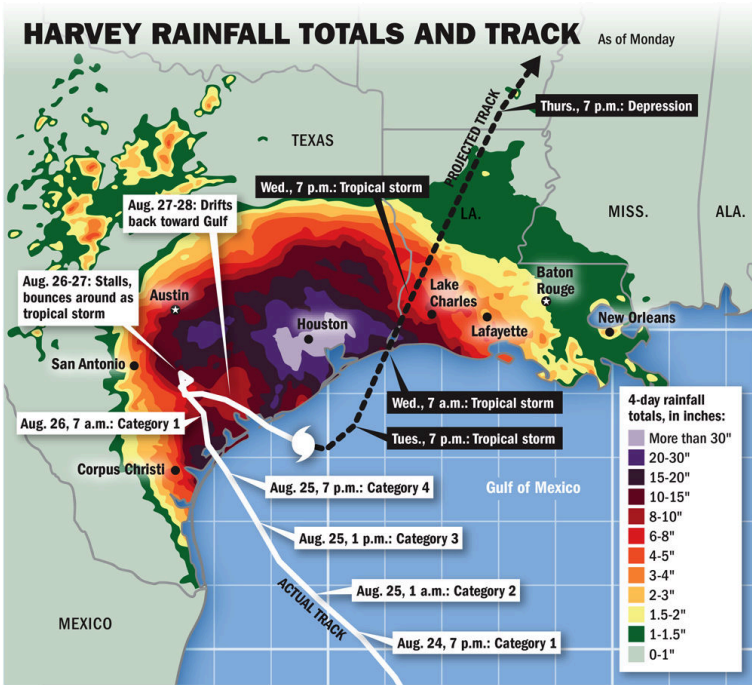 HARVEY RAINFALL TOTALS AND TRACK
As of Monday
Thurs., 7 p.m.: Depression
PROJECTED TRACK
TEXAS
Wed., 7 p.m.: Tropical storm
Aug. 27-28: Drifts
back toward Gulf
LA.
MISS.
ALA.
Aug. 26-27: Stalls,
bounces around as
tropical storm
Austin
Lake
Charles
Baton
Rouge
Houston
Lafayette
New Orleans
San Antonio
Wed., 7 a.m.: Tropical storm
Aug. 26, 7 a.m.: Category 1
Tues., 7 p.m.: Tropical storm
Corpus Christi
Aug. 25, 7 p.m.: Category 4
Gulf of Mexico
Aug. 25, 1 p.m.: Category 3
Aug. 25, 1 a.m.: Category 2
ACTUAL TRACK
MEXICO
Aug. 24, 7 p.m.: Category 1
4-day rainfall
totals, in inches:
More than 30"
20-30"
15-20"
10-15"
8-10"
6-8"
4-5"
3-4"
2-3"
1.5-2"
1-1.5"
0-1"